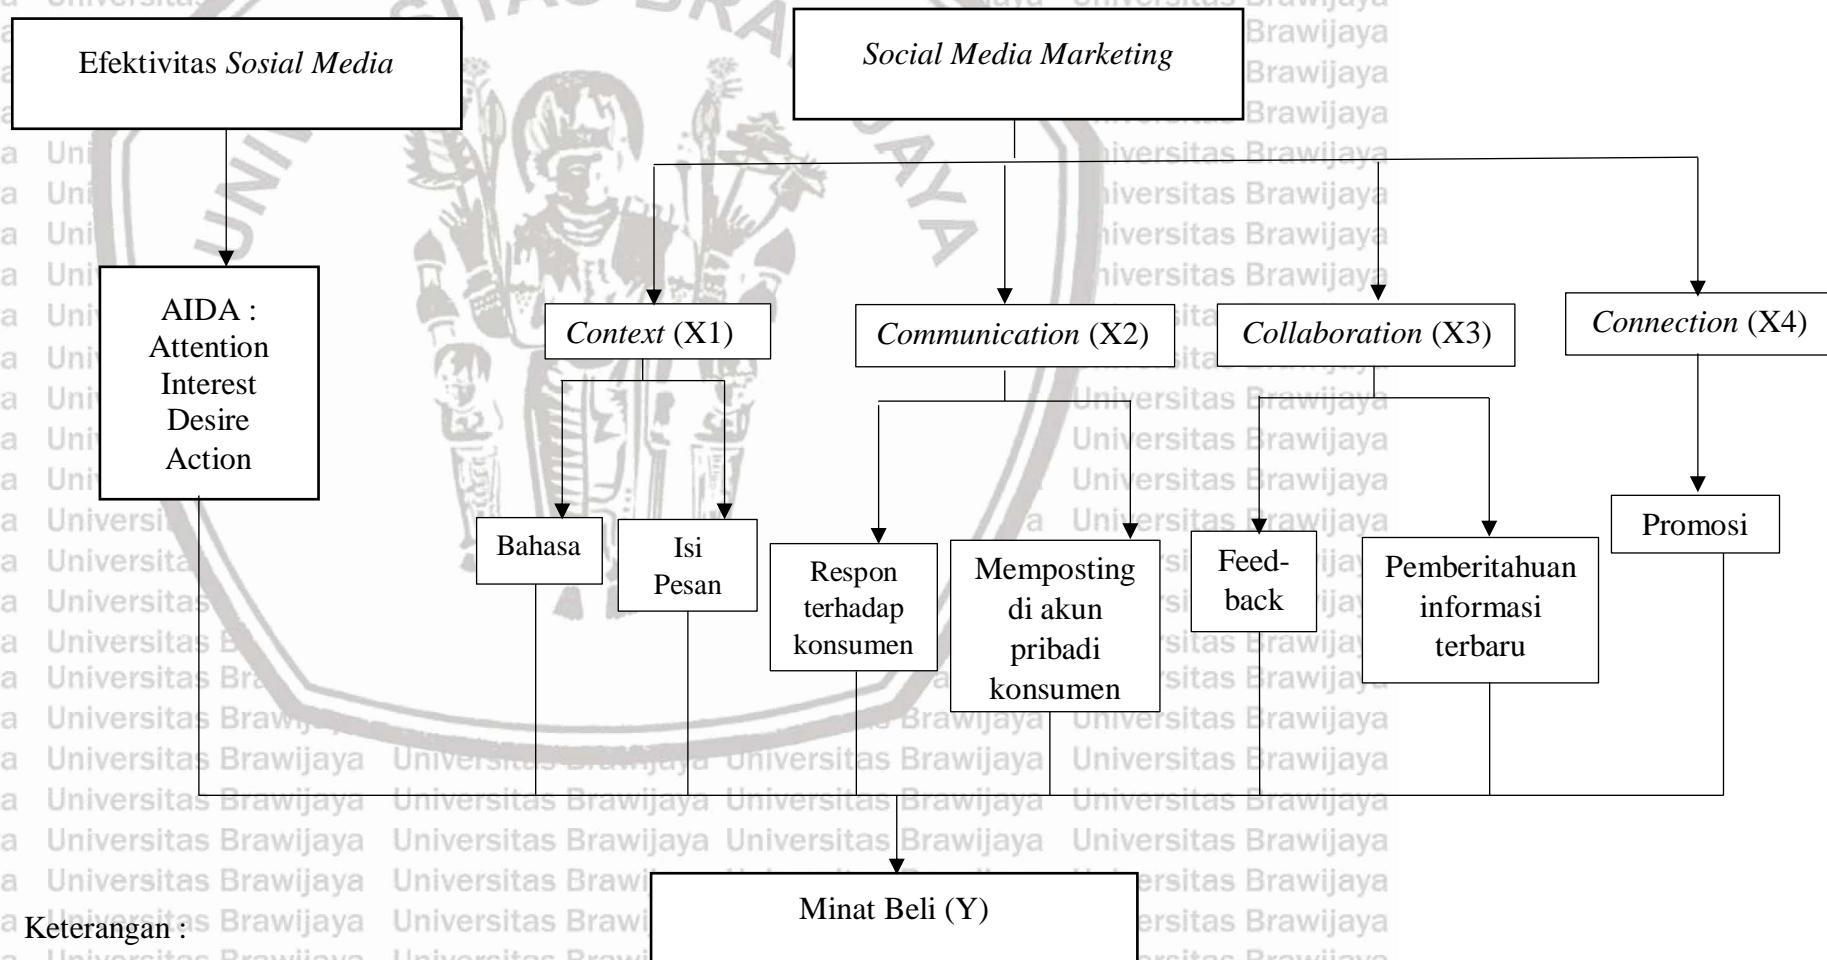 Efektivitas Sosial Media
Social Media Marketing
AIDA :
Attention
Interest
Desire
Action
Context (X1)
Communication (X2)
Collaboration (X3)
Connection (X4)
Bahasa
Isi
Pesan
Respon
terhadap
konsumen
Memposting
di akun
pribadi
konsumen
Feed-
back
Pemberitahuan
informasi
terbaru
Promosi
Minat Beli (Y)
Keterangan :